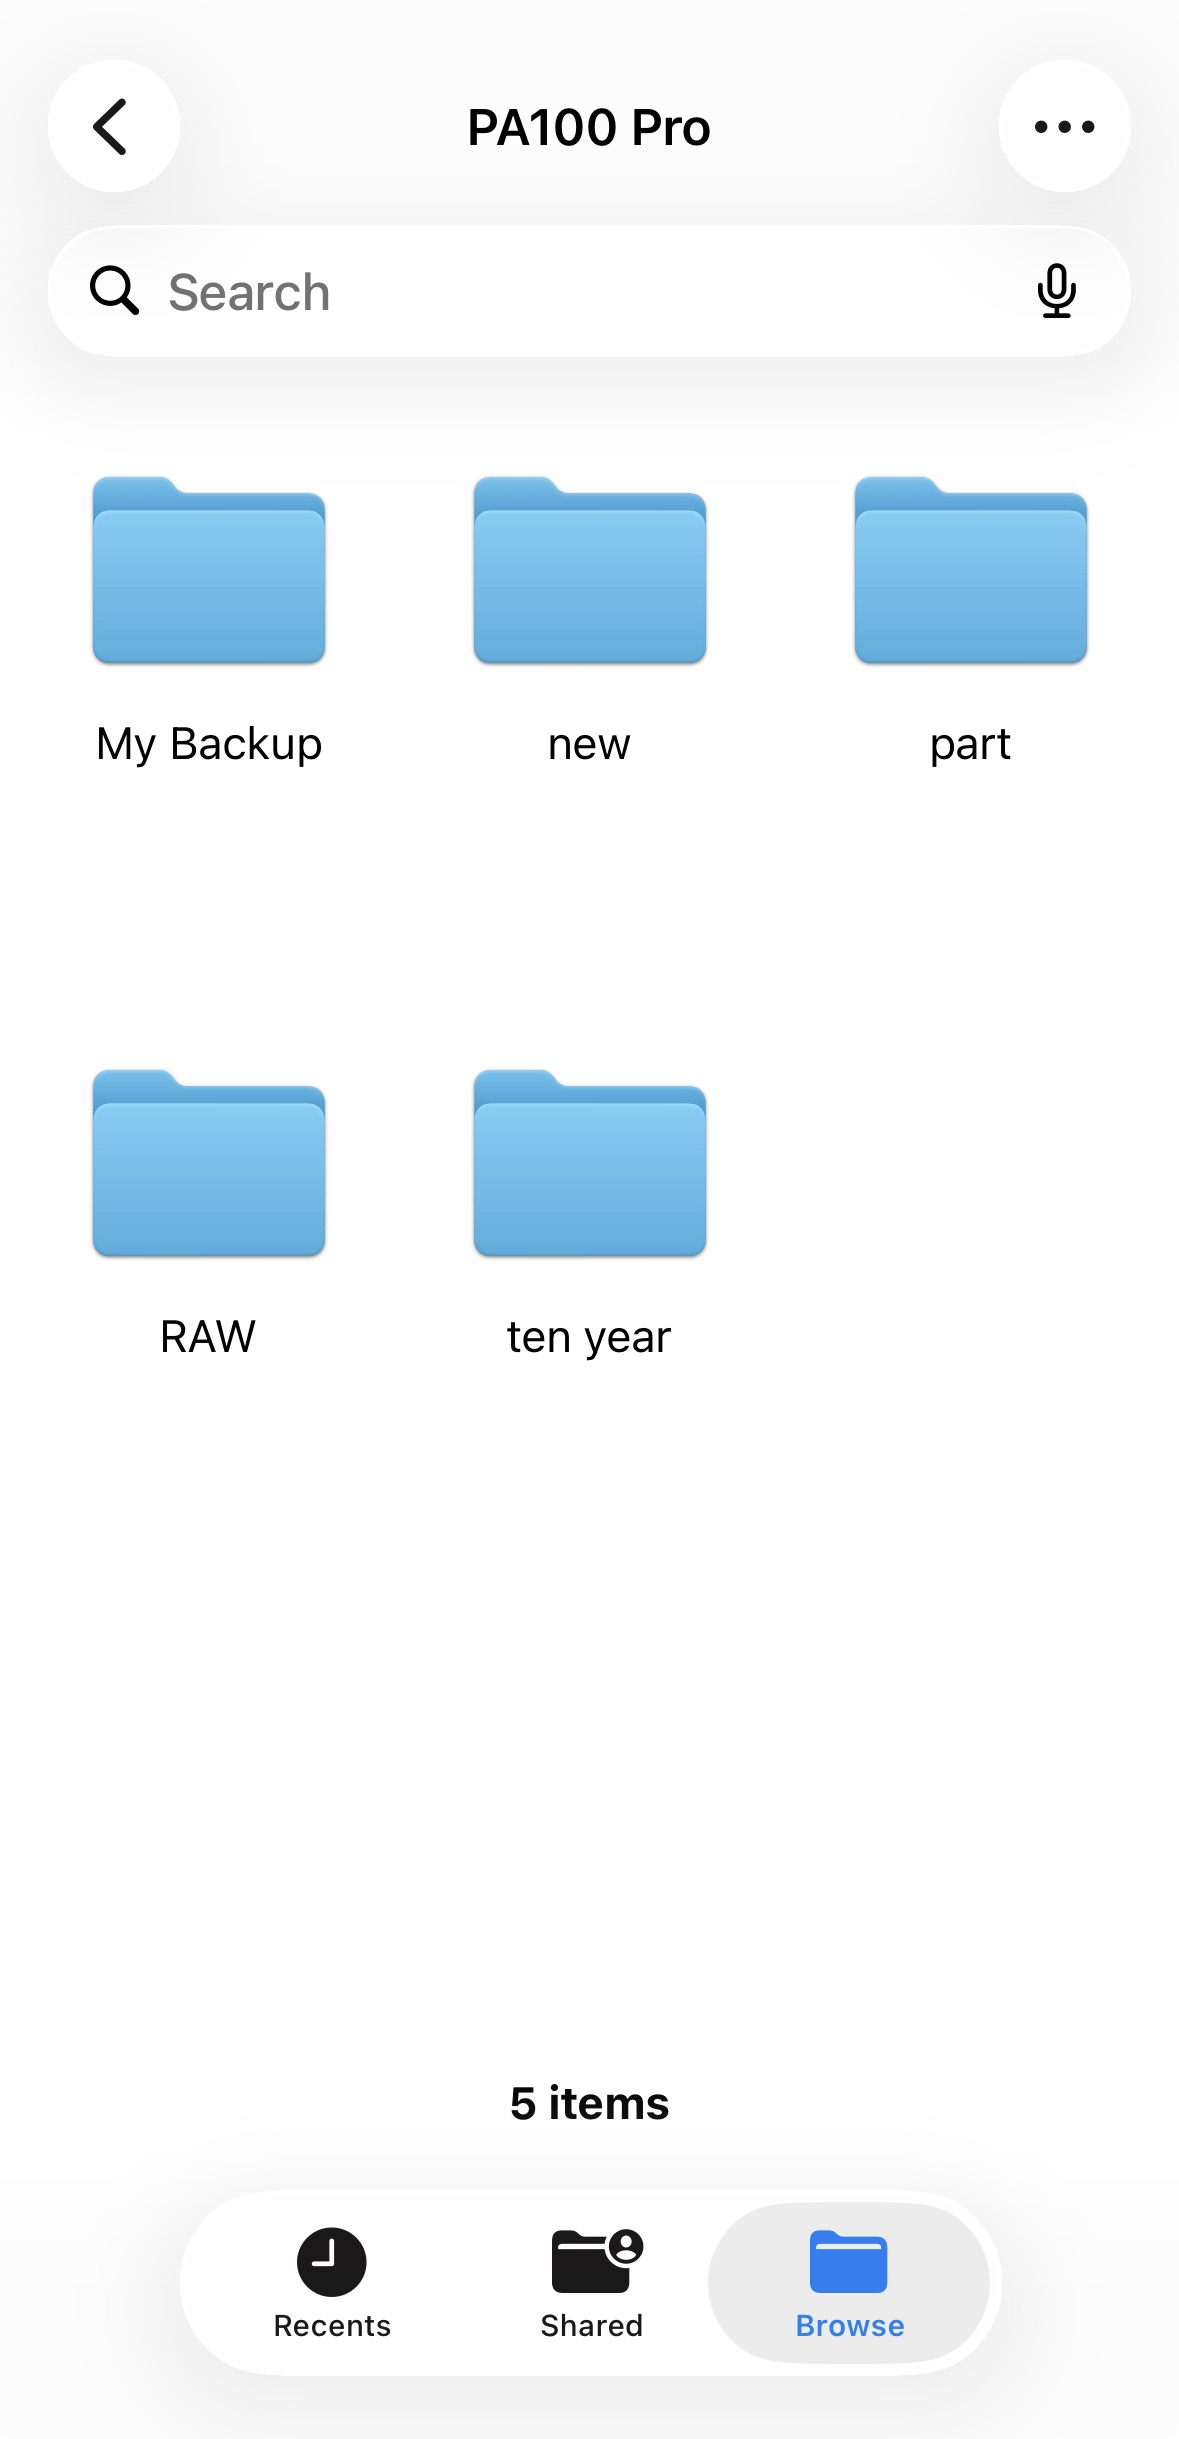 PA100 Pro
Search
My Backup
new
part
RAW
ten year
5 items
Recents
Shared
Browse